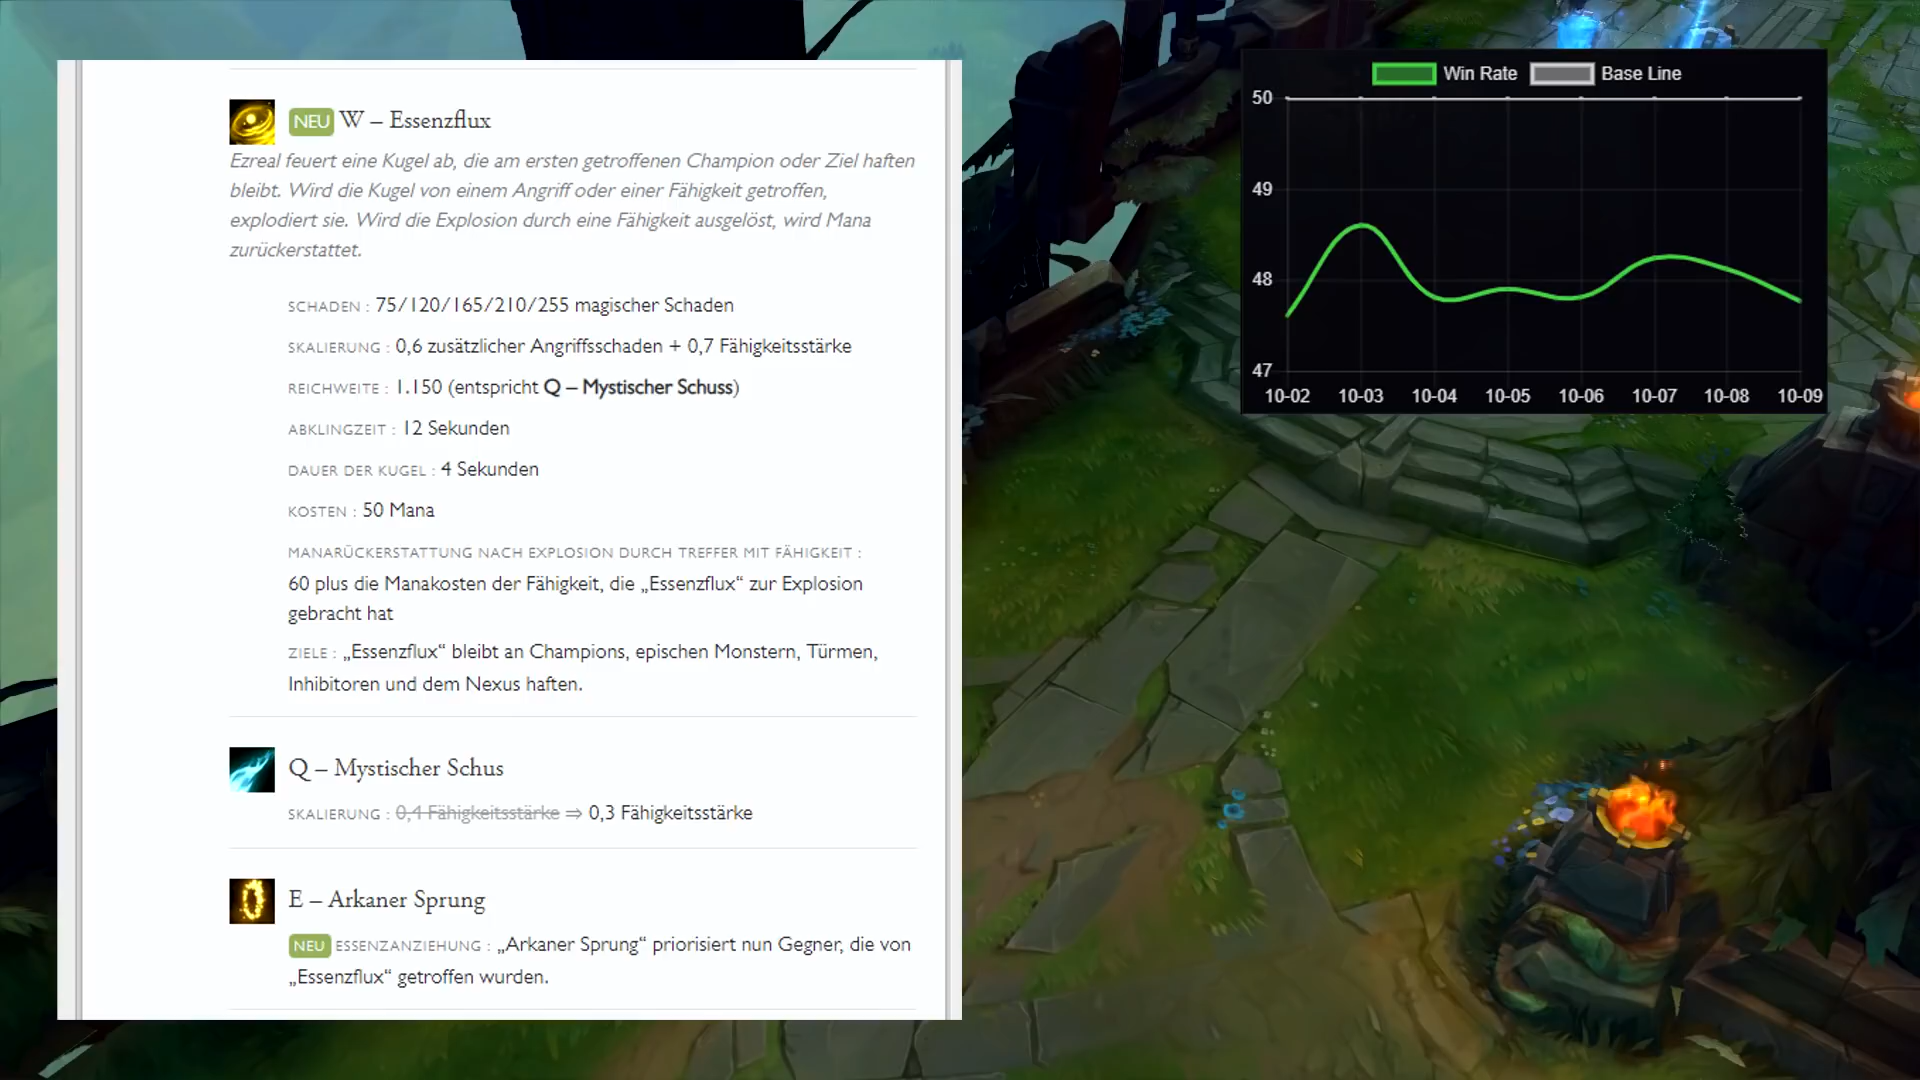 NEU W – Essenzflux
Ezreal feuert eine Kugel ab, die am ersten getroffenen Champion oder Ziel haften
bleibt. Wird die Kugel von einem Angriff oder einer Fähigkeit getroffen,
explodiert sie. Wird die Explosion durch eine Fähigkeit ausgelöst, wird Mana
zurückerstattet.
SCHADEN : 75/120/165/210/255 magischer Schaden
SKALIERUNG : 0,6 zusätzlicher Angriffsschaden + 0,7 Fähigkeitsstärke
REICHWEITE : 1.150 (entspricht Q – Mystischer Schuss)
ABKLINGZEIT : 12 Sekunden
DAUER DER KUGEL : 4 Sekunden
KOSTEN : 50 Mana
MANARÜCKERSTATTUNG NACH EXPLOSION DURCH TREFFER MIT FÄHIGKEIT :
60 plus die Manakosten der Fähigkeit, die „Essenzflux“ zur Explosion
gebracht hat
ZIELE : „Essenzflux“ bleibt an Champions, epischen Monstern, Türmen,
Inhibitoren und dem Nexus haften.
Q – Mystischer Schus
SKALIERUNG : 0,4 Fähigkeitsstärke ⇒ 0,3 Fähigkeitsstärke
E – Arkaner Sprung
NEU ESSENZANZIEHUNG : „Arkaner Sprung“ priorisiert nun Gegner, die von
„Essenzflux“ getroffen wurden.
Win Rate Base Line
50
49
48
47
10-02 10-03 10-04 10-05 10-06 10-07 10-08 10-09